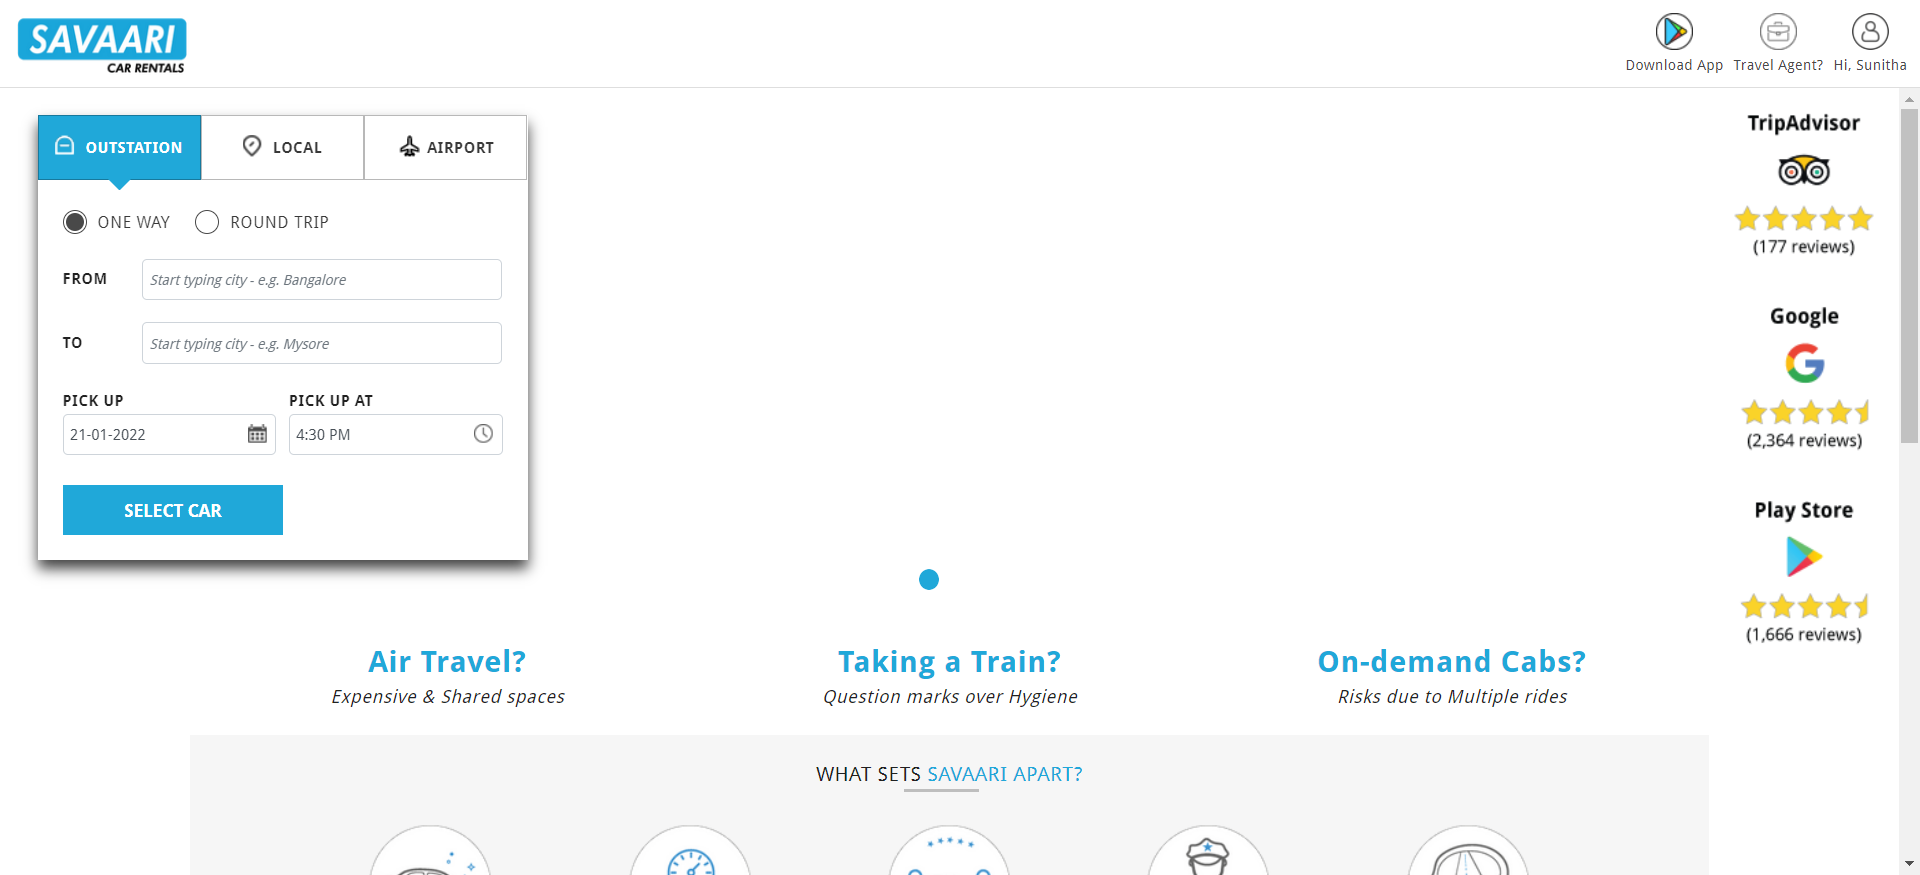 SAVAARI
CAR RENTALS
Download App
Travel Agent?
Hi, Sunitha
OUTSTATION
LOCAL
AIRPORT
ONE WAY
ROUND TRIP
FROM
Start typing city - e.g. Bangalore
TO
Start typing city - e.g. Mysore
PICK UP
PICK UP AT
21-01-2022
4:30 PM
SELECT CAR
TripAdvisor
(177 reviews)
Google
(2,364 reviews)
Play Store
(1,666 reviews)
Air Travel?
Expensive & Shared spaces
Taking a Train?
Question marks over Hygiene
On-demand Cabs?
Risks due to Multiple rides
WHAT SETS SAVAARI APART?